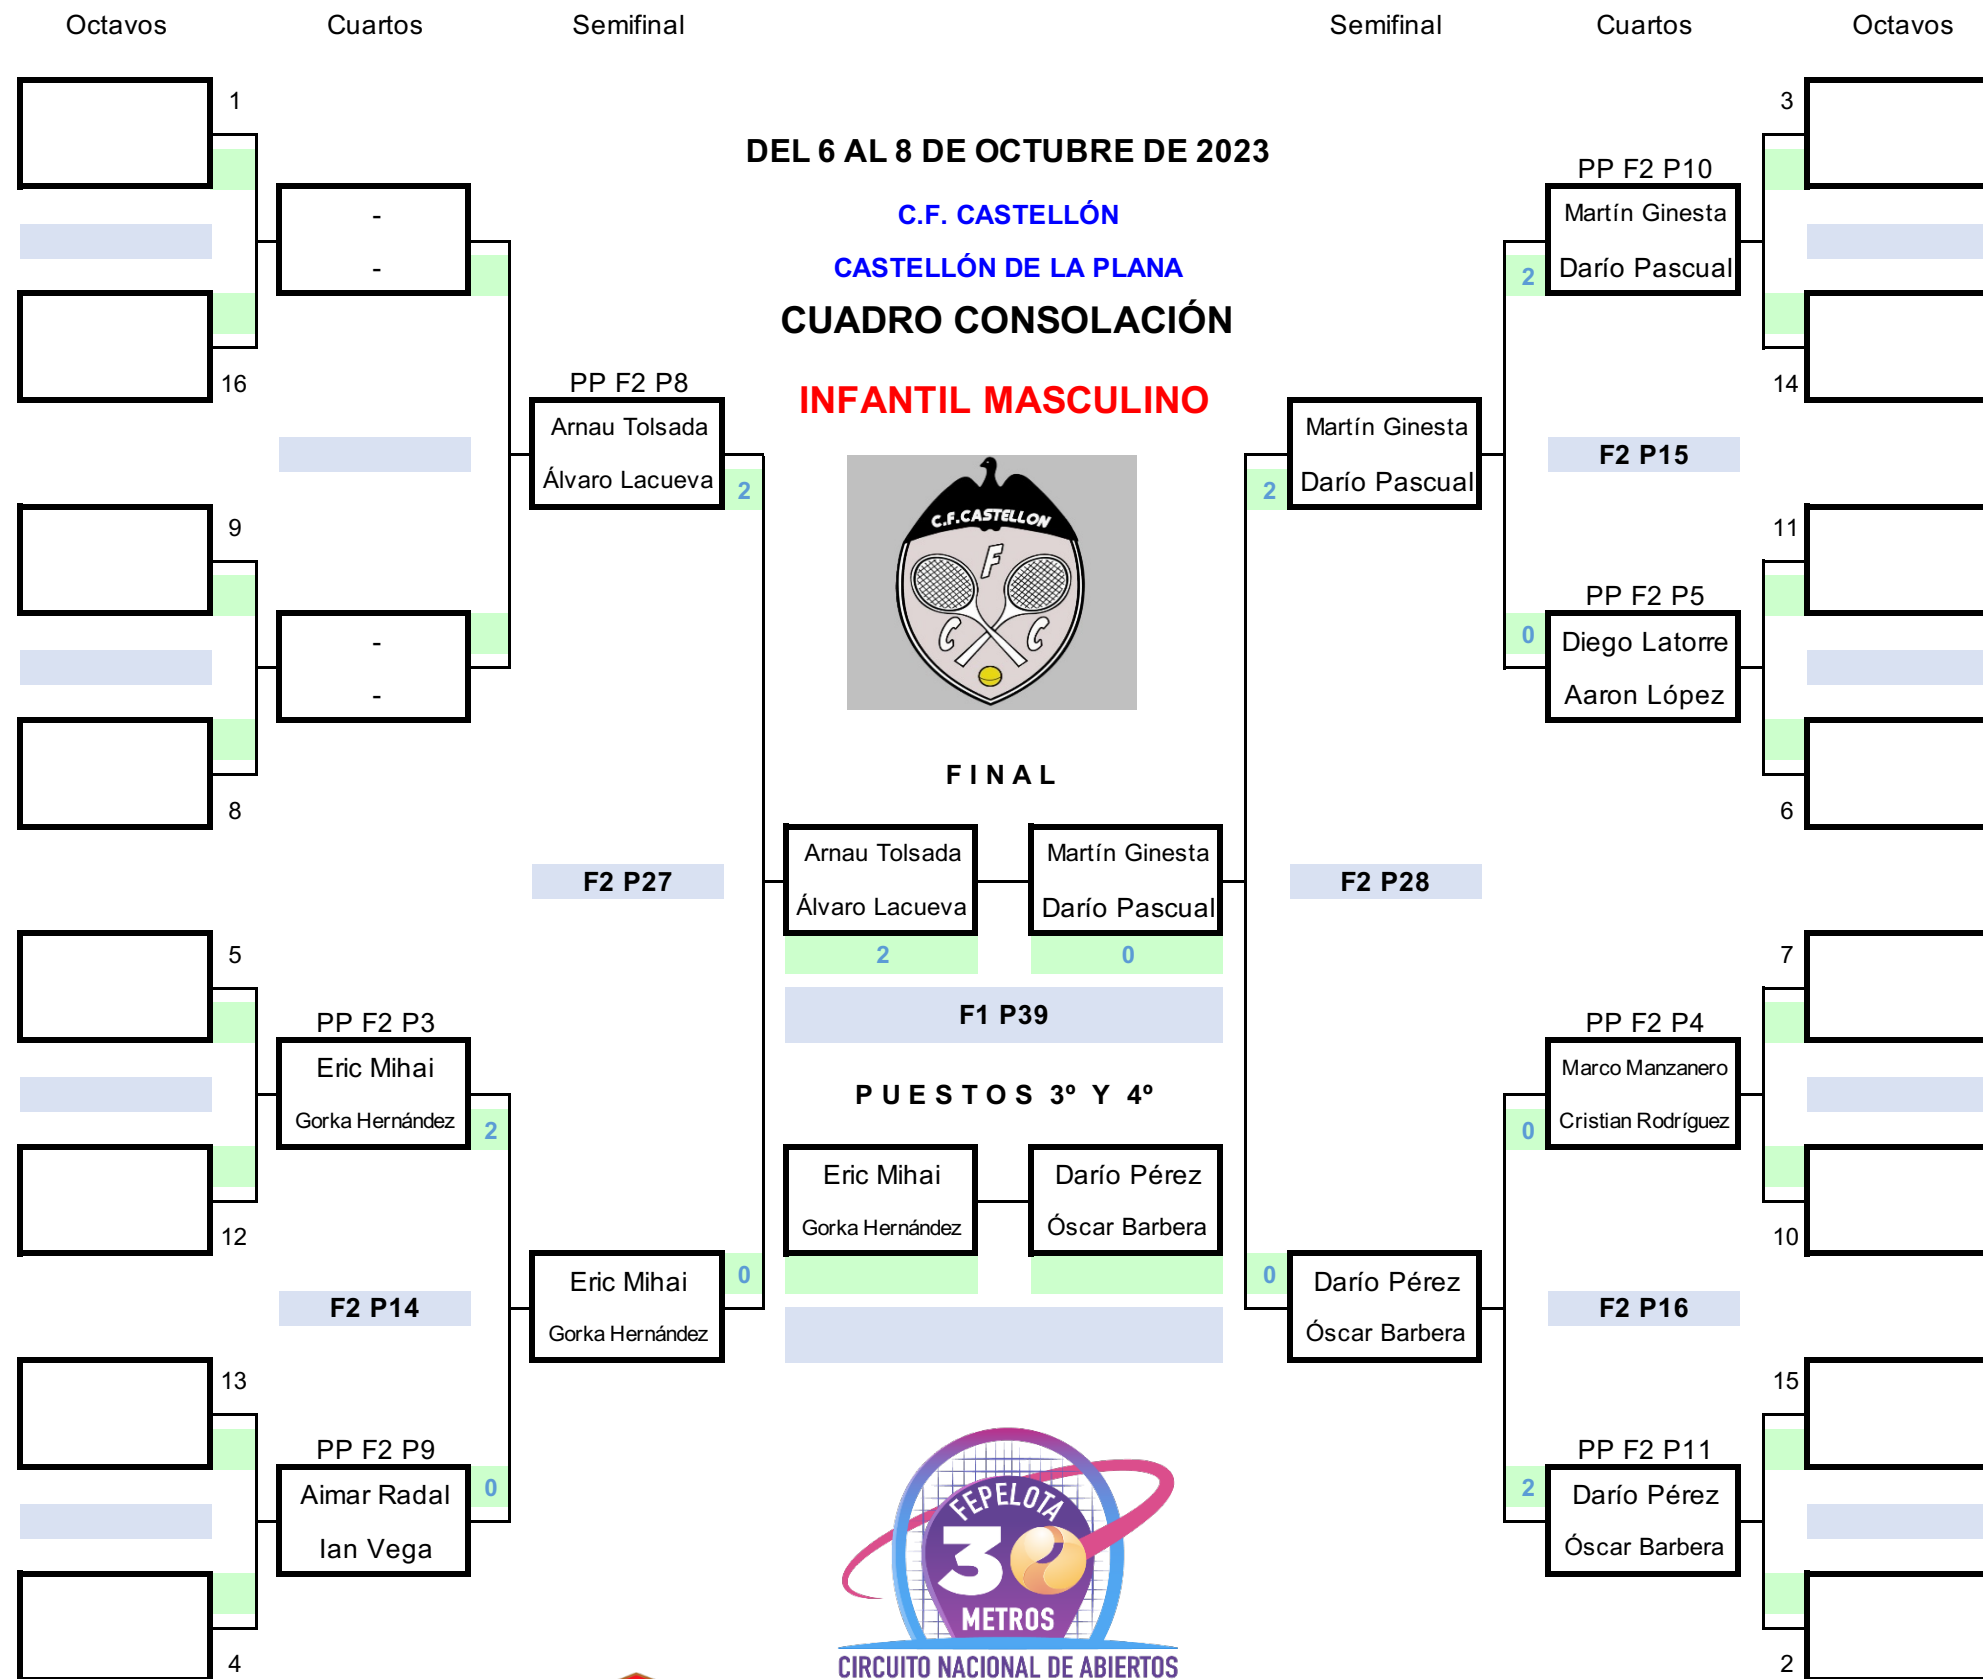 Octavos
Cuartos
Semifinal
Semifinal
Cuartos
Octavos
1
16
9
8
5
12
13
4
-
-
-
-
PP F2 P3
Eric Mihai
Gorka Hernández
2
F2 P14
PP F2 P9
Aimar Radal
Ian Vega
0
PP F2 P8
Arnau Tolsada
Álvaro Lacueva
2
F2 P27
Eric Mihai
Gorka Hernández
0
DEL 6 AL 8 DE OCTUBRE DE 2023
C.F. CASTELLÓN
CASTELLÓN DE LA PLANA
CUADRO CONSOLACIÓN
INFANTIL MASCULINO
C.F.CASTELLON
F
C C
FINAL
Arnau Tolsada
Álvaro Lacueva
2
Martín Ginesta
Darío Pascual
0
F1 P39
PUESTOS 3º Y 4º
Eric Mihai
Gorka Hernández
Darío Pérez
Óscar Barbera
FEPELOTA
30
METROS
CIRCUITO NACIONAL DE ABIERTOS
Martín Ginesta
Darío Pascual
2
F2 P28
Darío Pérez
Óscar Barbera
0
PP F2 P10
Martín Ginesta
Darío Pascual
2
F2 P15
PP F2 P5
Diego Latorre
Aaron López
0
PP F2 P4
Marco Manzanero
Cristian Rodríguez
0
F2 P16
PP F2 P11
Darío Pérez
Óscar Barbera
2
3
14
11
6
7
10
15
2